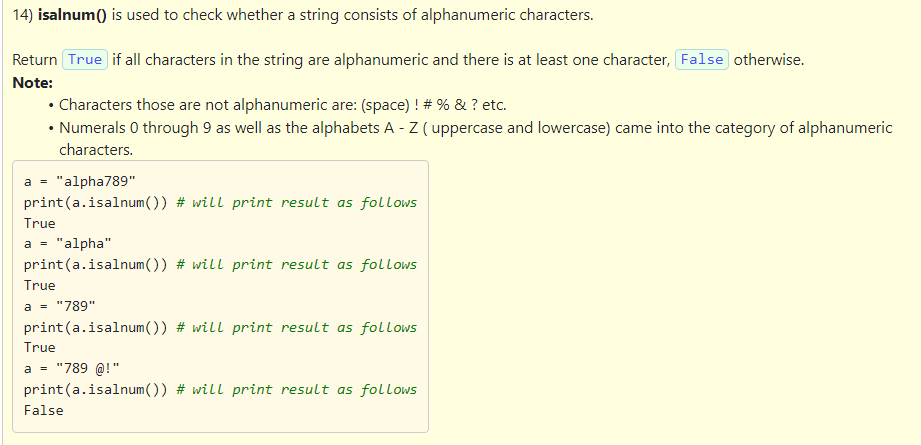 14) isalnum() is used to check whether a string consists of alphanumeric characters.
Return True if all characters in the string are alphanumeric and there is at least one character, False otherwise.
Note:
• Characters those are not alphanumeric are: (space) ! # % & ? etc.
• Numerals 0 through 9 as well as the alphabets A - Z ( uppercase and lowercase) came into the category of alphanumeric
characters.
a = "alpha789"
print(a.isalnum()) # will print result as follows
True
a = "alpha"
print(a.isalnum()) # will print result as follows
True
a = "789"
print(a.isalnum()) # will print result as follows
True
a = "789 @!"
print(a.isalnum()) # will print result as follows
False